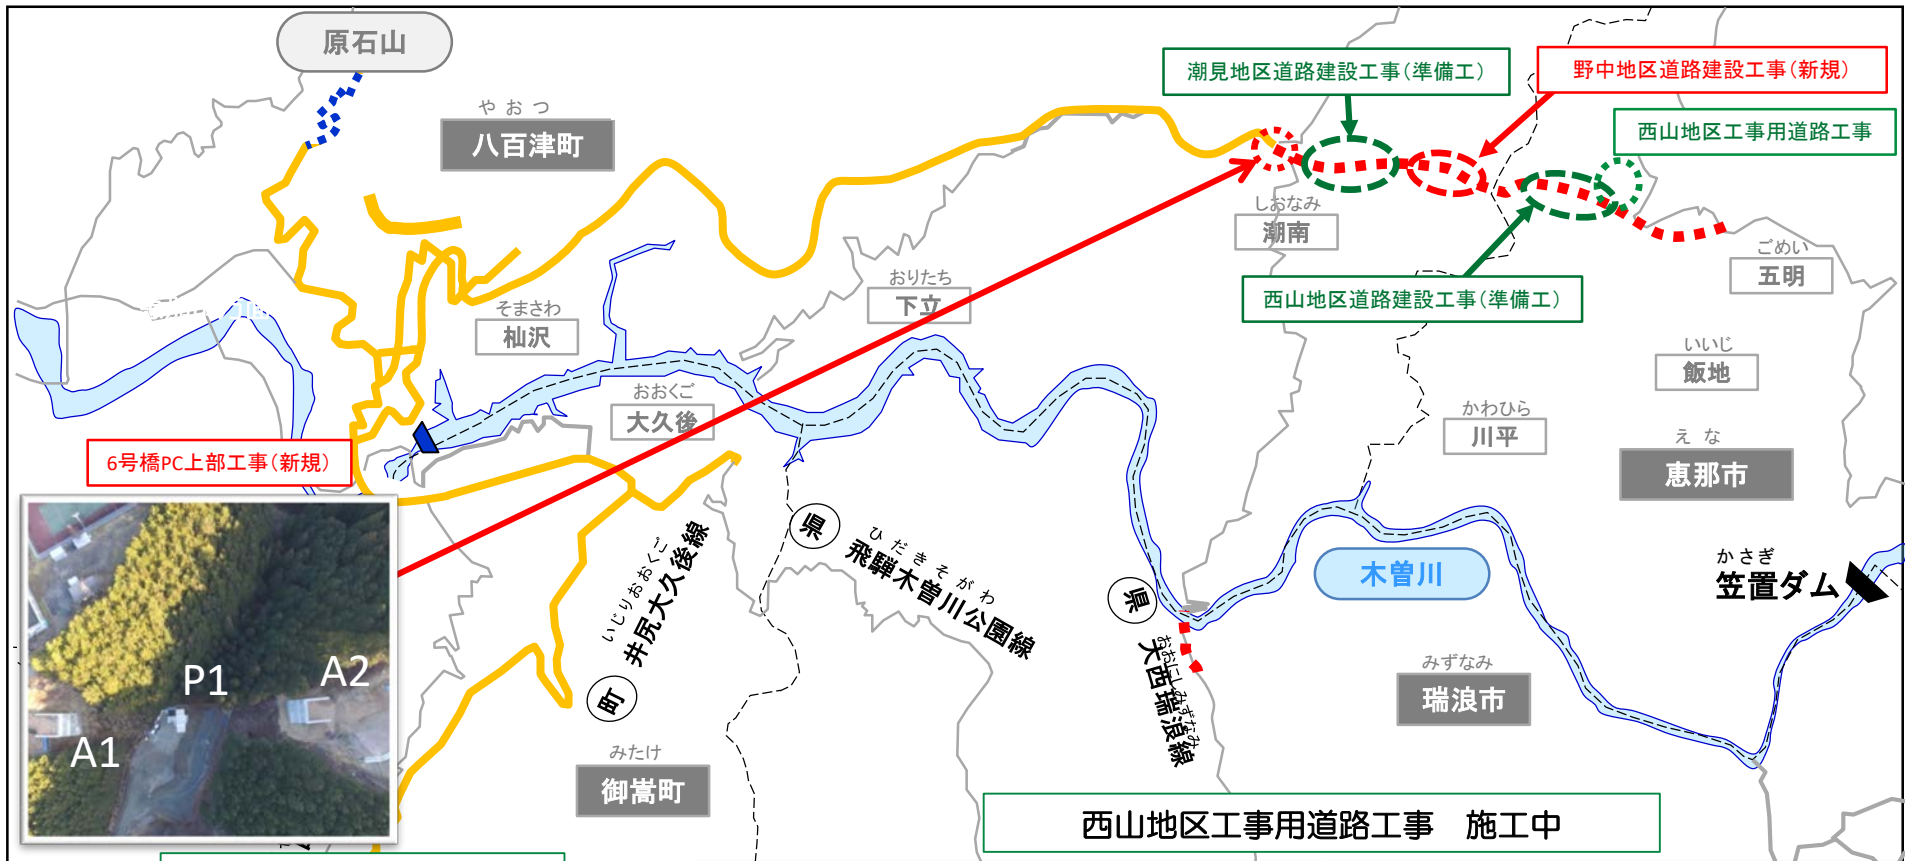 原石山
やおつ
八百津町
潮見地区道路建設工事(準備工)
野中地区道路建設工事(新規)
西山地区工事用道路工事
しおなみ
潮南
ごめい
五明
西山地区道路建設工事(準備工)
おりたち
下立
そまさわ
杣沢
いいじ
飯地
おおくご
大久後
かわひら
川平
えな
恵那市
6号橋PC上部工事(新規)
県
ひだきそがわ
飛騨木曽川公園線
いじりおおくご
井尻大久後線
町
木曽川
かさぎ
笠置ダム
県
おおにしみずなみ
大西瑞浪線
みずなみ
瑞浪市
P1
A2
A1
みたけ
御嵩町
西山地区工事用道路工事 施工中